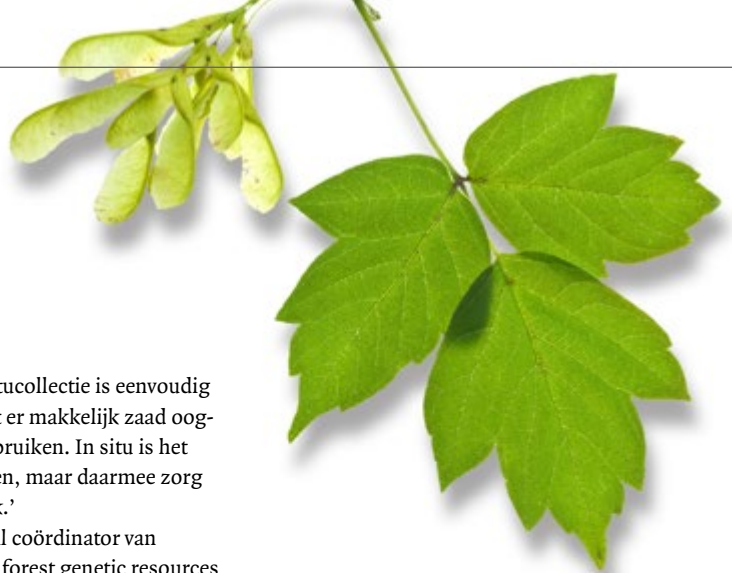 tucollectie is eenvoudig
er makkelijk zaad oog-
ruiken. In situ is het
en, maar daarmee zorg
k.’
l coördinator van
forest genetic resources